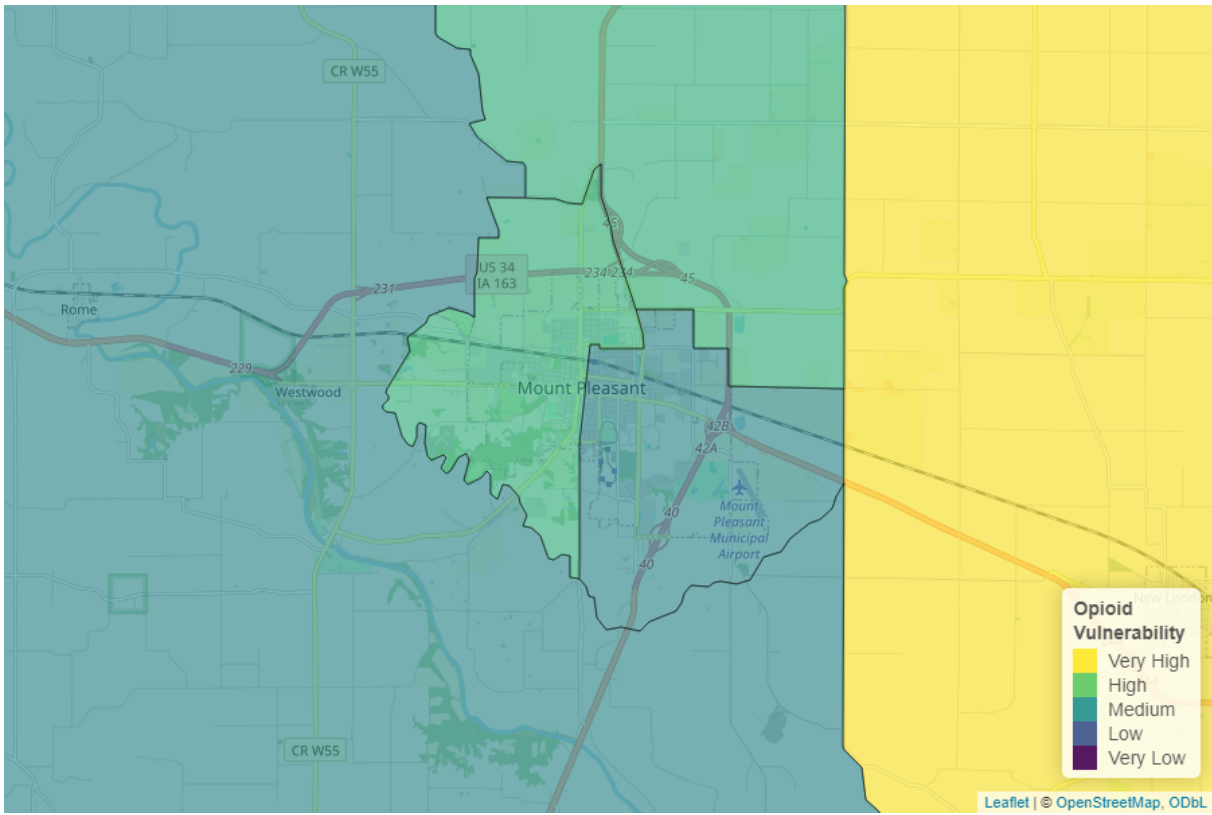 CR W55
45
US 34
IA 163
234 234
45
231
Rome
229
Westwood
Mount Pleasant
42B
42A
40
Mount
Pleasant
Municipal
Airport
40
New London
Opioid
Vulnerability
Very High
High
Medium
Low
Very Low
CR W55
Leaflet | © OpenStreetMap, ODbL